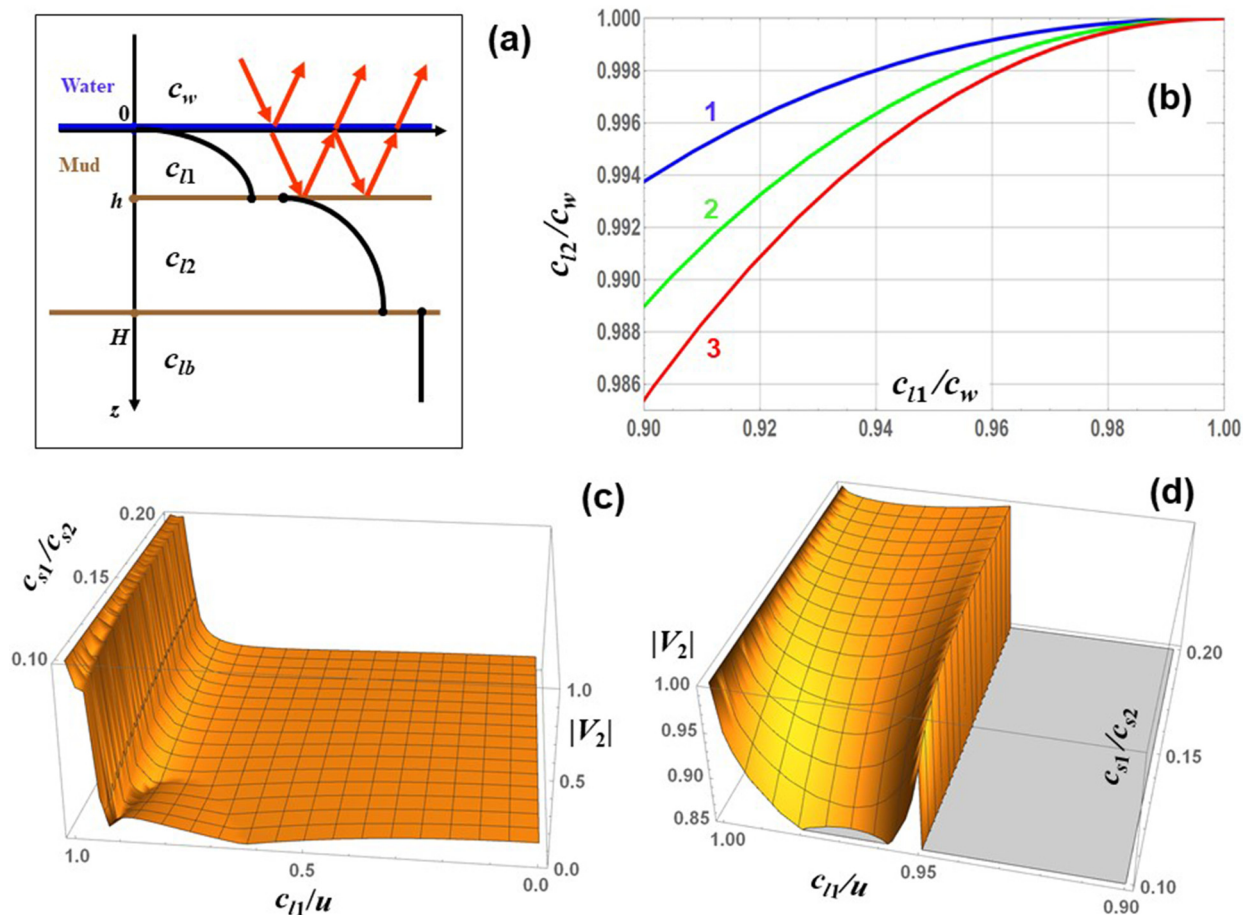 (a)
Water
c_w
0
Mud
c_l1
h
c_l2
H
c_lb
z
(b)
1.000
0.998
0.996
0.994
0.992
0.990
0.988
0.986
c_l2/c_w
1
2
3
c_l1/c_w
0.90
0.92
0.94
0.96
0.98
1.00
(c)
c_s1/c_s2
0.20
0.15
0.10
1.0
0.5
0.0
|V_2|
1.0
0.5
0.0
c_l1/u
(d)
|V_2|
1.00
0.95
0.90
0.85
1.00
0.95
0.90
c_l1/u
0.20
0.15
0.10
c_s1/c_s2